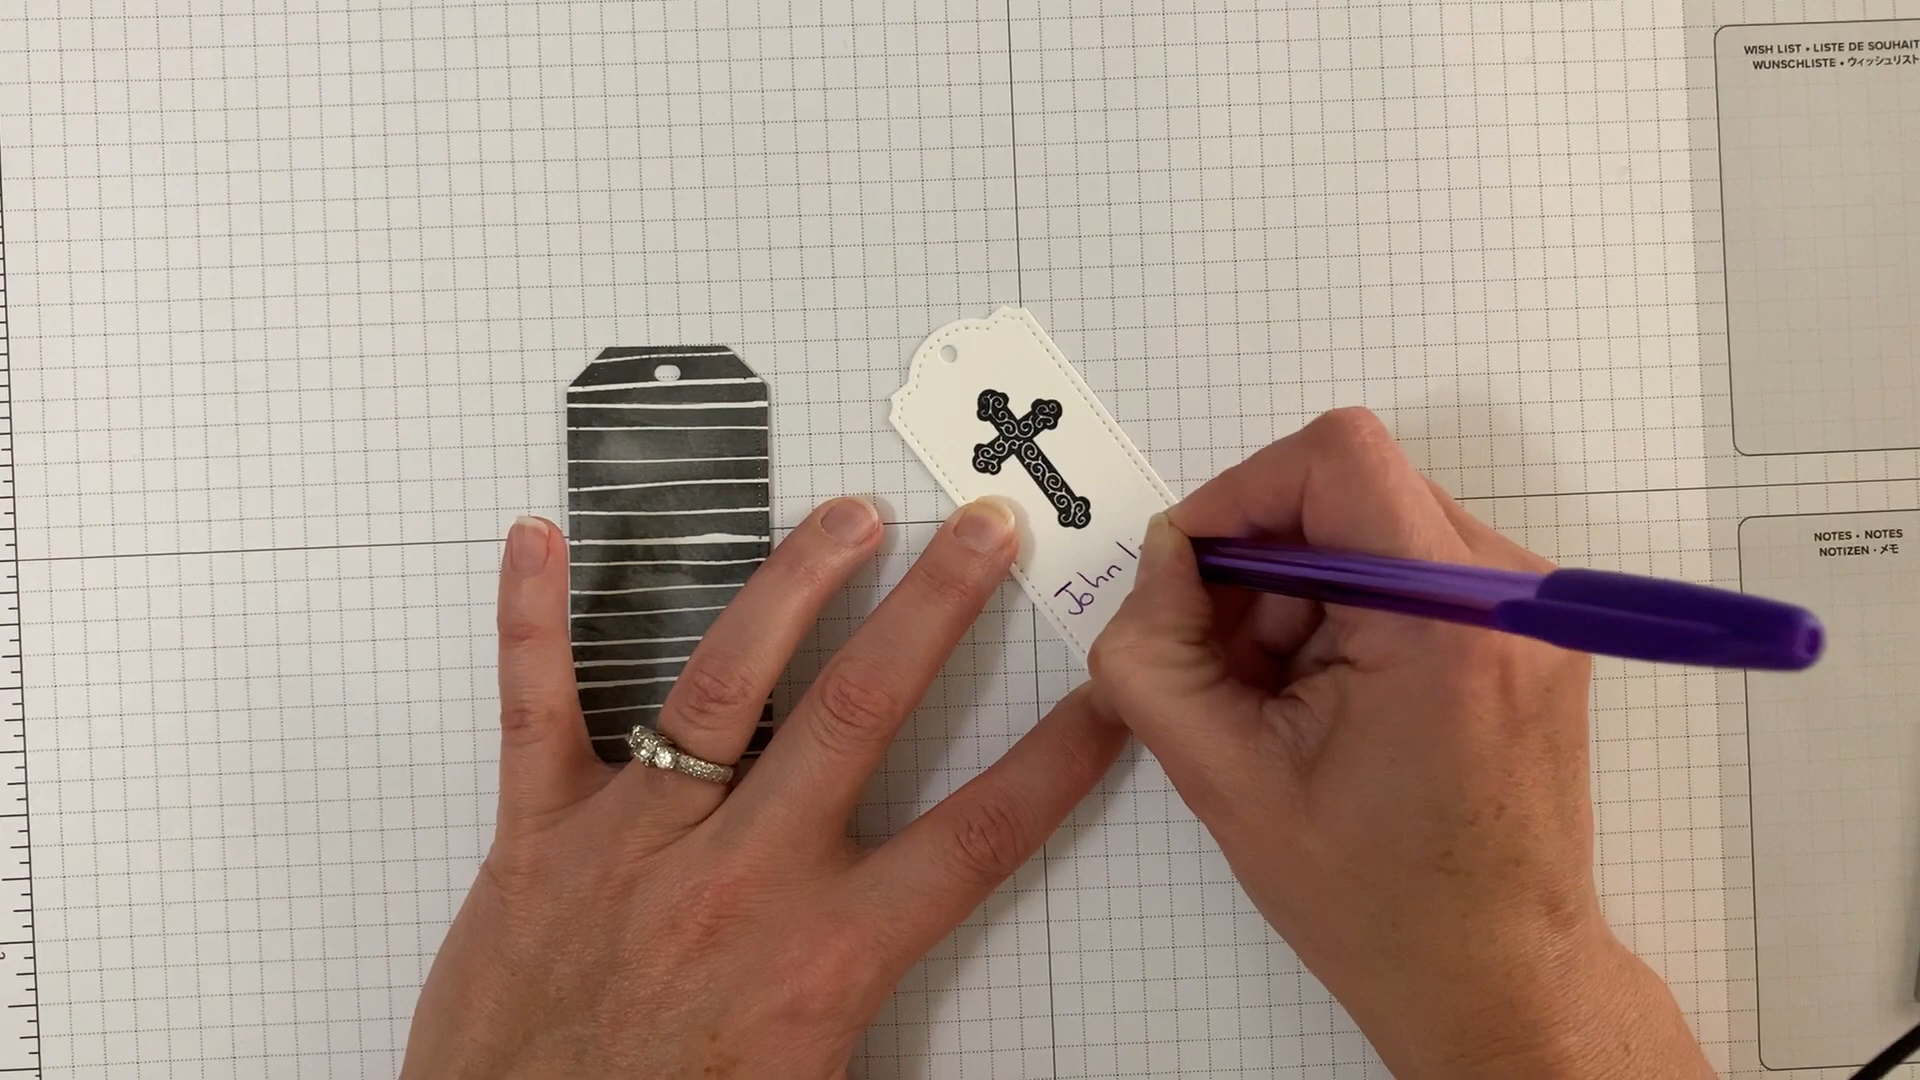 WISH LIST • LISTE DE SOUHAIT
WUNSCHLISTE • ウィッシュリスト
NOTES • NOTES
NOTIZEN • メモ
John